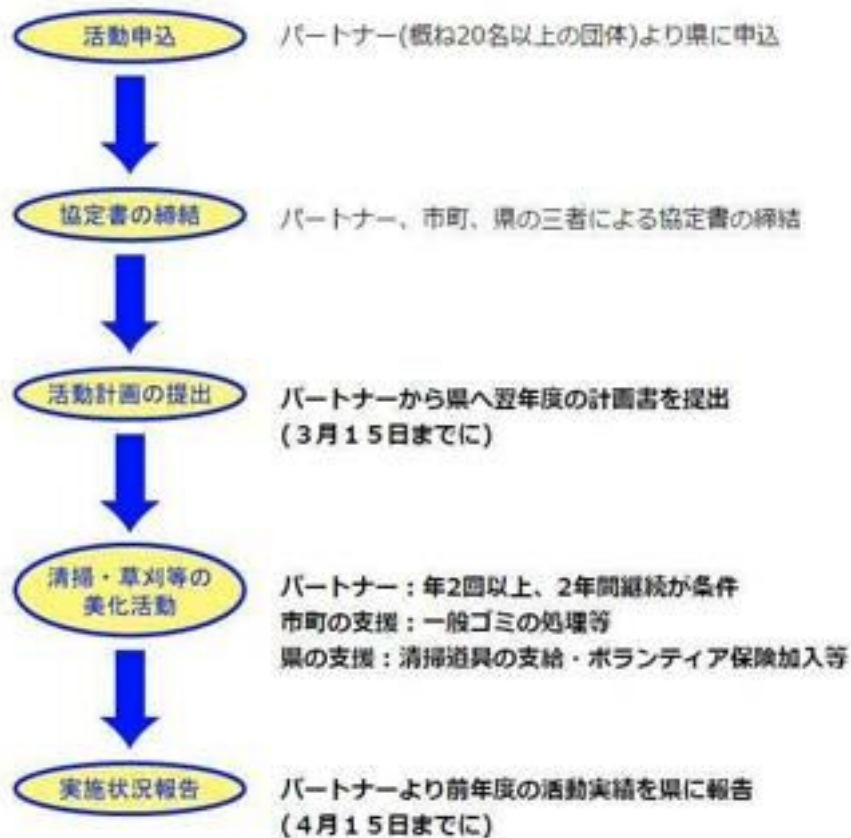 活動申込
パートナー(概ね20名以上の団体)より県に申込
協定書の締結
パートナー、市町、県の三者による協定書の締結
活動計画の提出
パートナーから県へ翌年度の計画書を提出
(3月15日までに)
清掃・草刈等の
美化活動
パートナー：年2回以上、2年間継続が条件
市町の支援：一般ゴミの処理等
県の支援：清掃道具の支給・ボランティア保険加入等
実施状況報告
パートナーより前年度の活動実績を県に報告
(4月15日までに)